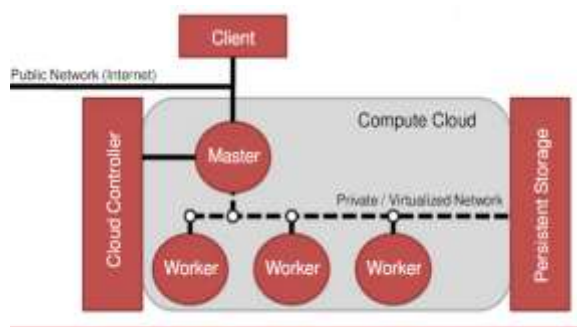 Client
Public Network (Internet)
Compute Cloud
Cloud Controller
Master
Persistent Storage
Private / Virtualized Network
Worker
Worker
Worker